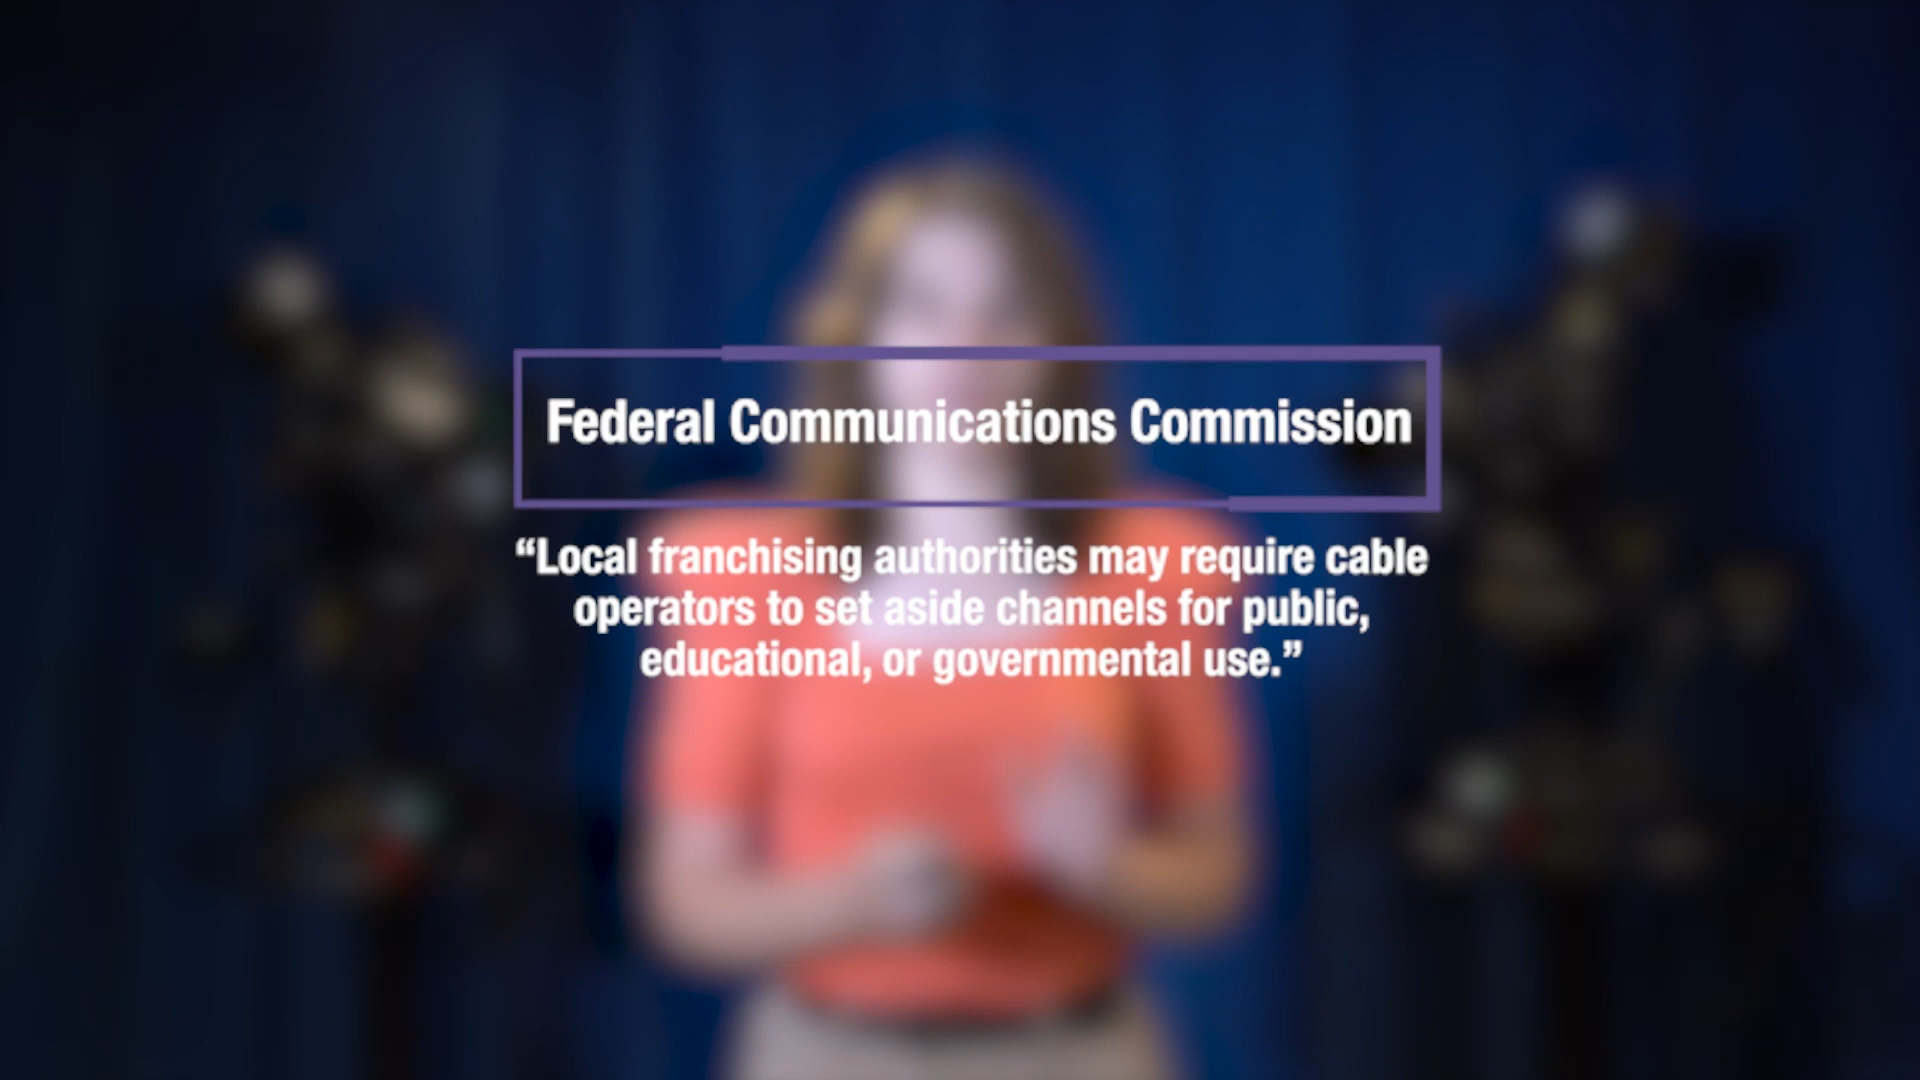 Federal Communications Commission
“Local franchising authorities may require cable
operators to set aside channels for public,
educational, or governmental use.”